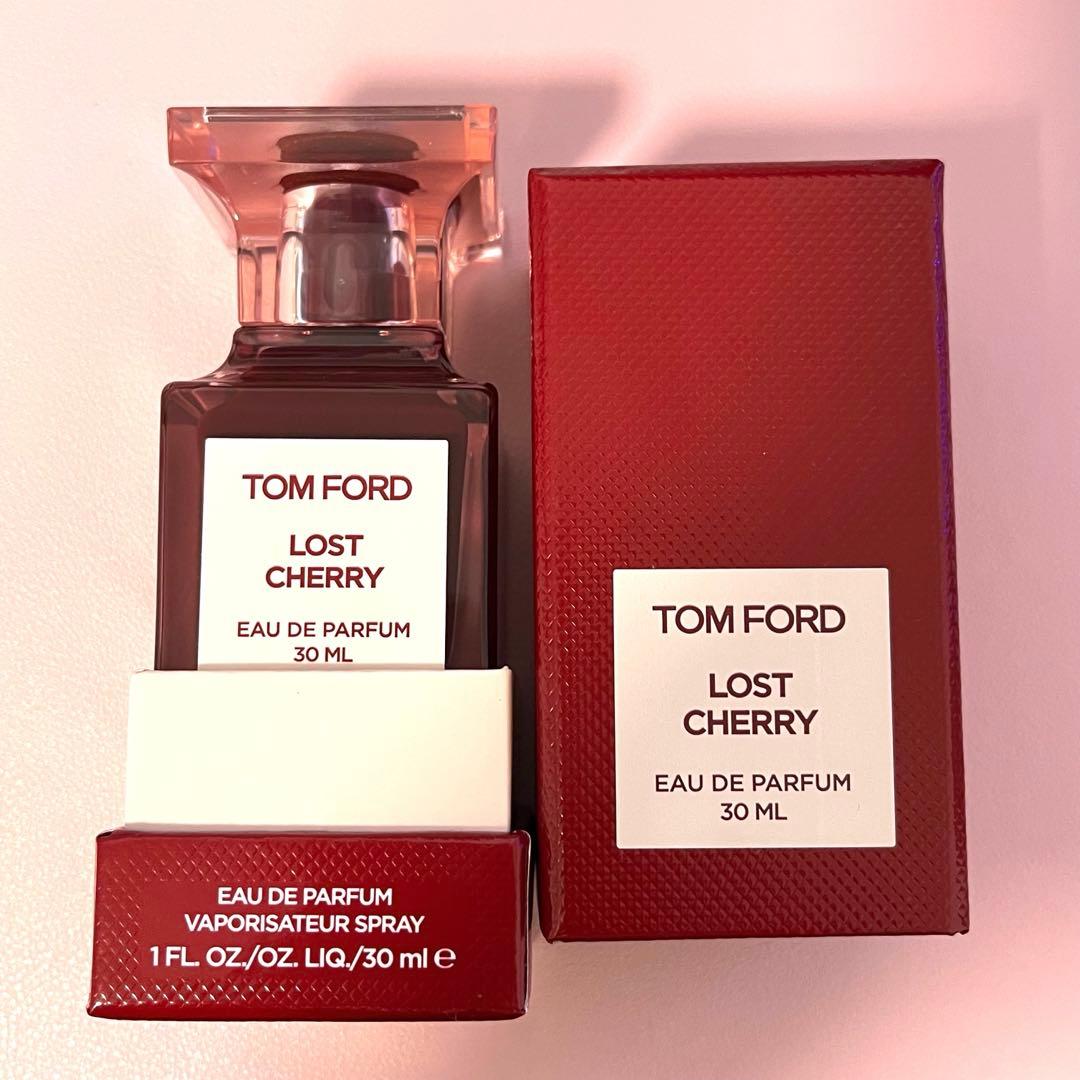 TOM FORD
LOST
CHERRY
EAU DE PARFUM
30 ML
EAU DE PARFUM
VAPORISATEUR SPRAY
1 FL. OZ./OZ. LIQ./30 ml ℮
TOM FORD
LOST
CHERRY
EAU DE PARFUM
30 ML